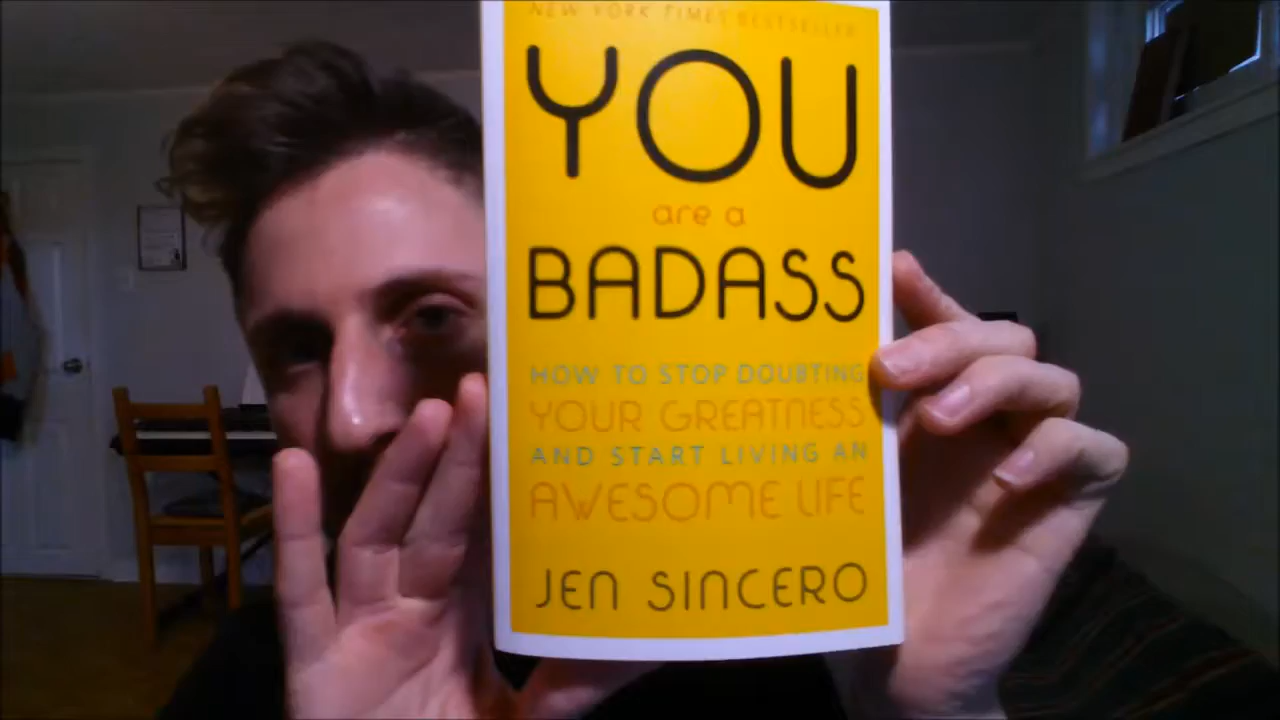 NEW YORK TIMES BESTSELLER
YOU
are a
BADASS
HOW TO STOP DOUBTING
YOUR GREATNESS
AND START LIVING AN
AWESOME LIFE
JEN SINCERO